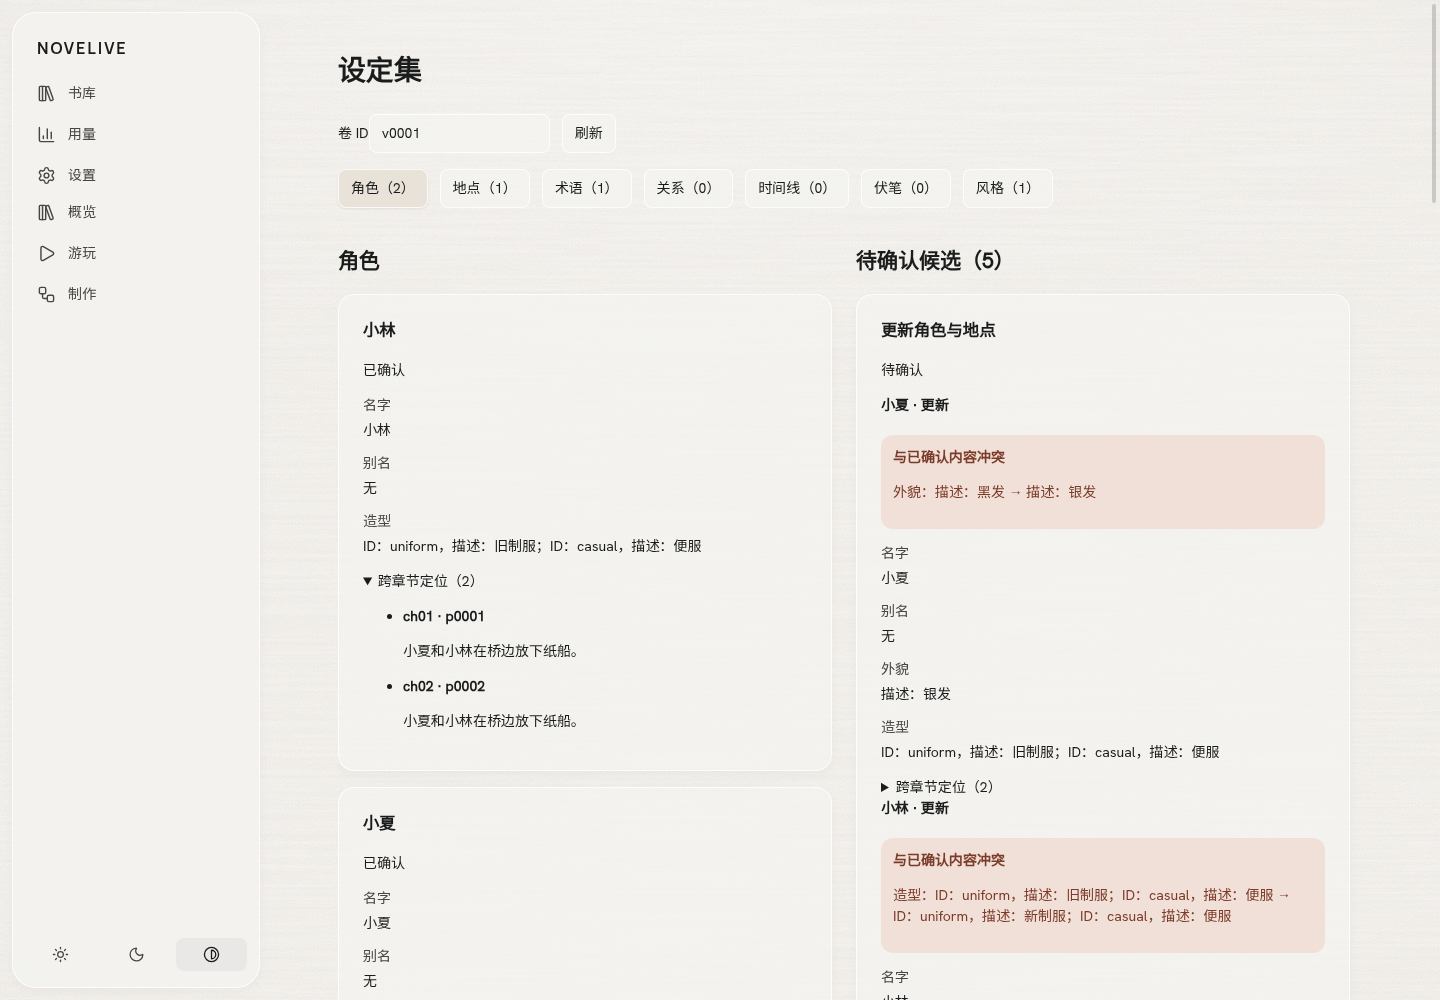 NOVELIVE
书库
用量
设置
概览
游玩
制作
设定集
卷 ID v0001 刷新
角色（2） 地点（1） 术语（1） 关系（0） 时间线（0） 伏笔（0） 风格（1）
角色
小林
已确认
名字
小林
别名
无
造型
ID：uniform，描述：旧制服；ID：casual，描述：便服
跨章节定位（2）
ch01 · p0001
小夏和小林在桥边放下纸船。
ch02 · p0002
小夏和小林在桥边放下纸船。
小夏
已确认
名字
小夏
别名
无
待确认候选（5）
更新角色与地点
待确认
小夏 · 更新
与已确认内容冲突
外貌：描述：黑发 → 描述：银发
名字
小夏
别名
无
外貌
描述：银发
造型
ID：uniform，描述：旧制服；ID：casual，描述：便服
跨章节定位（2）
小林 · 更新
与已确认内容冲突
造型：ID：uniform，描述：旧制服；ID：casual，描述：便服 →
ID：uniform，描述：新制服；ID：casual，描述：便服
名字